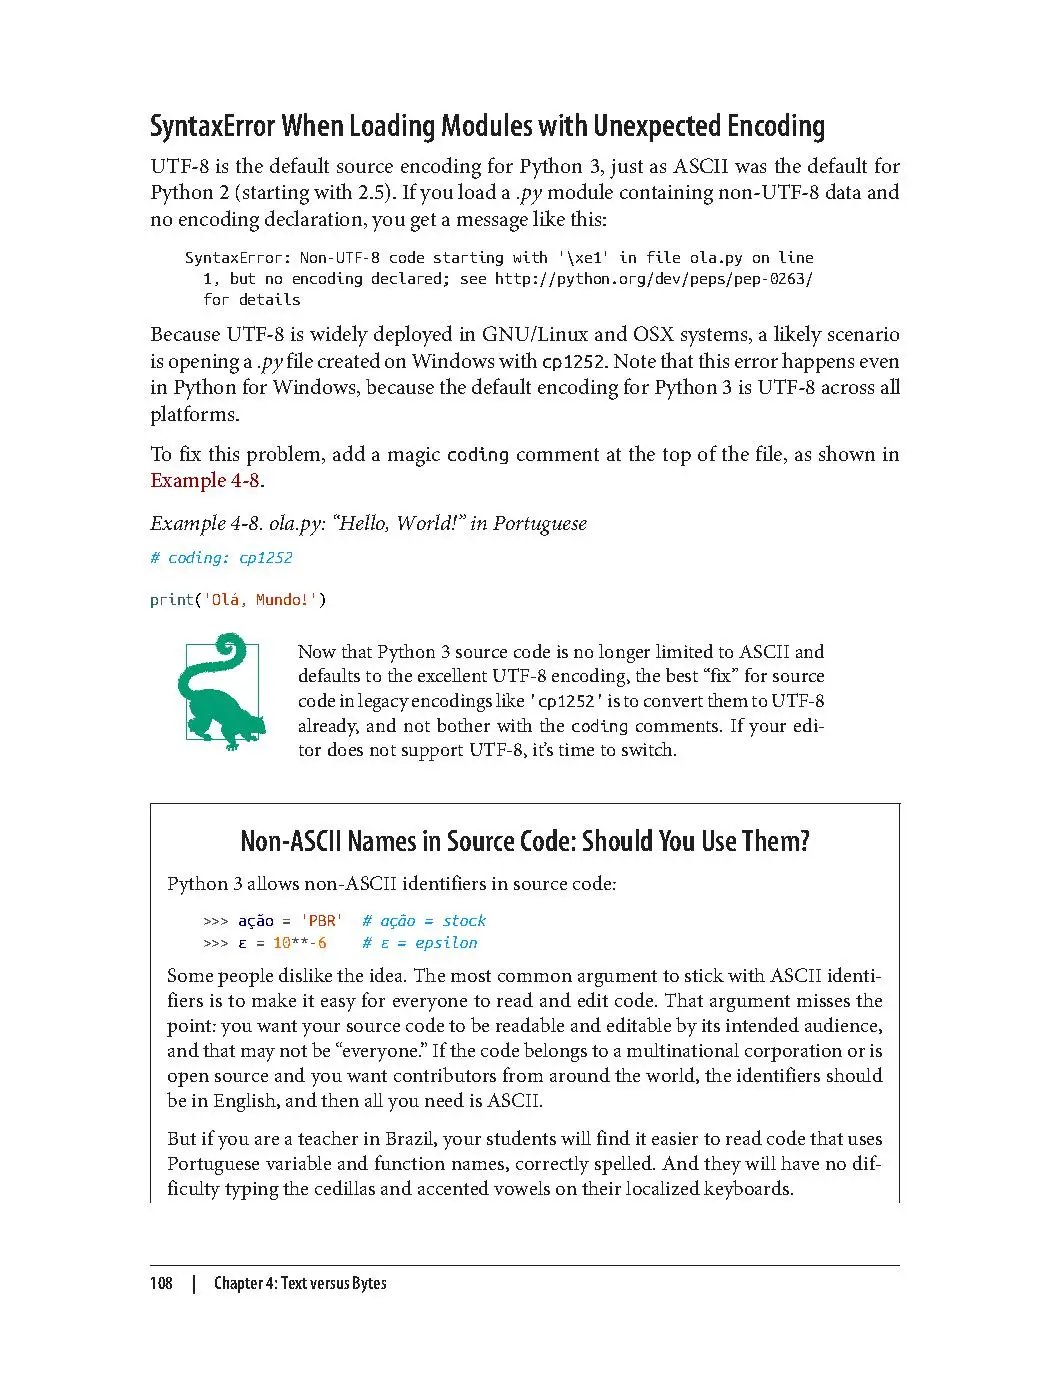 SyntaxError When Loading Modules with Unexpected Encoding
UTF-8 is the default source encoding for Python 3, just as ASCII was the default for
Python 2 (starting with 2.5). If you load a .py module containing non-UTF-8 data and
no encoding declaration, you get a message like this:
SyntaxError: Non-UTF-8 code starting with '\xe1' in file ola.py on line
1, but no encoding declared; see http://python.org/dev/peps/pep-0263/
for details
Because UTF-8 is widely deployed in GNU/Linux and OSX systems, a likely scenario
is opening a .py file created on Windows with cp1252. Note that this error happens even
in Python for Windows, because the default encoding for Python 3 is UTF-8 across all
platforms.
To fix this problem, add a magic coding comment at the top of the file, as shown in
Example 4-8.
Example 4-8. ola.py: “Hello, World!” in Portuguese
# coding: cp1252
print('Olá, Mundo!')
Now that Python 3 source code is no longer limited to ASCII and
defaults to the excellent UTF-8 encoding, the best “fix” for source
code in legacy encodings like 'cp1252' is to convert them to UTF-8
already, and not bother with the coding comments. If your edi-
tor does not support UTF-8, it’s time to switch.
Non-ASCII Names in Source Code: Should You Use Them?
Python 3 allows non-ASCII identifiers in source code:
>>> ação = 'PBR'  # ação = stock
>>> ε = 10**-6    # ε = epsilon
Some people dislike the idea. The most common argument to stick with ASCII identi-
fiers is to make it easy for everyone to read and edit code. That argument misses the
point: you want your source code to be readable and editable by its intended audience,
and that may not be “everyone.” If the code belongs to a multinational corporation or is
open source and you want contributors from around the world, the identifiers should
be in English, and then all you need is ASCII.
But if you are a teacher in Brazil, your students will find it easier to read code that uses
Portuguese variable and function names, correctly spelled. And they will have no dif-
ficulty typing the cedillas and accented vowels on their localized keyboards.
108 | Chapter 4: Text versus Bytes